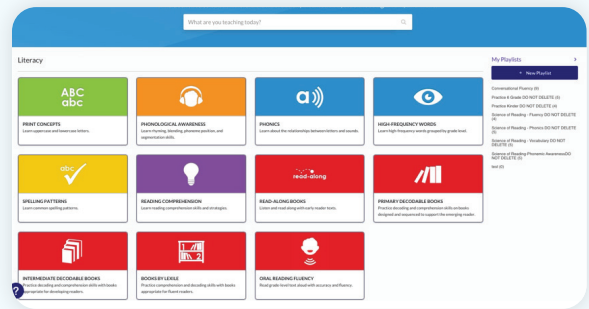 What are you teaching today?
Literacy
My Playlists
+ New Playlist
Conversational Fluency (9)
Practice K Grade DO NOT DELETE (4)
Practice Kinder DO NOT DELETE (4)
Science of Reading - Fluency DO NOT DELETE
(4)
Science of Reading - Phonics DO NOT DELETE
Science of Reading - Vocabulary DO NOT
DELETE (5)
Science of Reading-Phonemic AwarenessDO
NOT DELETE (5)
test (0)
ABC
abc
PRINT CONCEPTS
Learn uppercase and lowercase letters.
PHONOLOGICAL AWARENESS
Learn rhyming, blending, phoneme position, and
segmentation skills.
a
PHONICS
Learn about the relationships between letters and sounds.
HIGH-FREQUENCY WORDS
Learn high frequency words grouped by grade level.
abc
SPELLING PATTERNS
Learn common spelling patterns.
READING COMPREHENSION
Learn reading comprehension skills and strategies.
read-along
READ-ALONG BOOKS
Listen and read along with early reader texts.
PRIMARY DECODABLE BOOKS
Practice decoding and comprehension skills on books
designed and sequenced to support the emerging reader.
INTERMEDIATE DECODABLE BOOKS
Practice decoding and comprehension skills with books
appropriate for developing readers.
2
BOOKS BY LEXILE
Practice comprehension and decoding skills with books
appropriate for fluent readers.
ORAL READING FLUENCY
Read grade-level text aloud with accuracy and fluency.
?